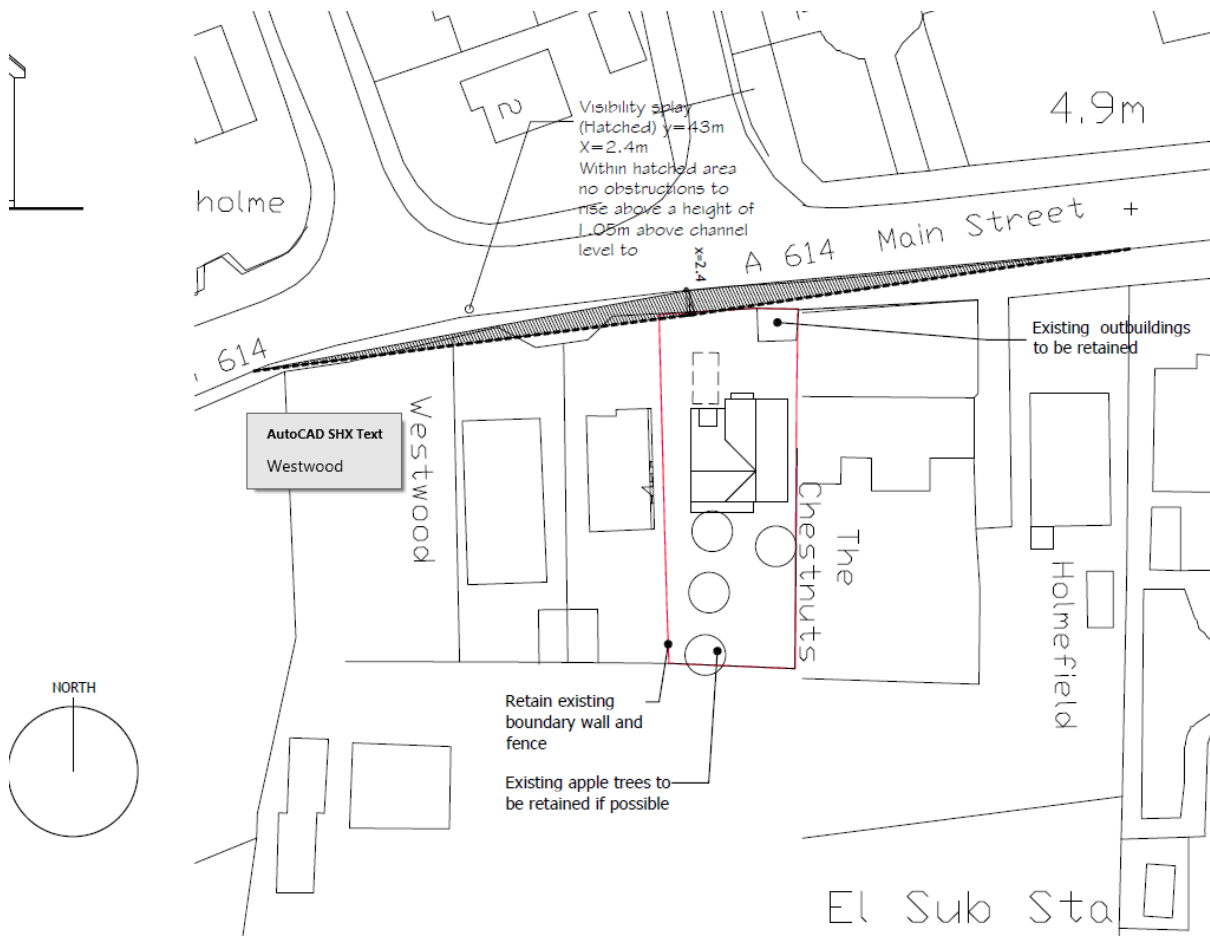 2
Visibility splay
(Hatched) y=43m
X=2.4m
Within hatched area
no obstructions to
rise above a height of
1.05m above channel
level to
4.9m
holme
x=2.4
A 614 Main Street +
614
Existing outbuildings
to be retained
AutoCAD SHX Text
Westwood
Westwood
The
Chestnuts
Holmefield
NORTH
Retain existing
boundary wall and
fence
Existing apple trees to
be retained if possible
El Sub Sta